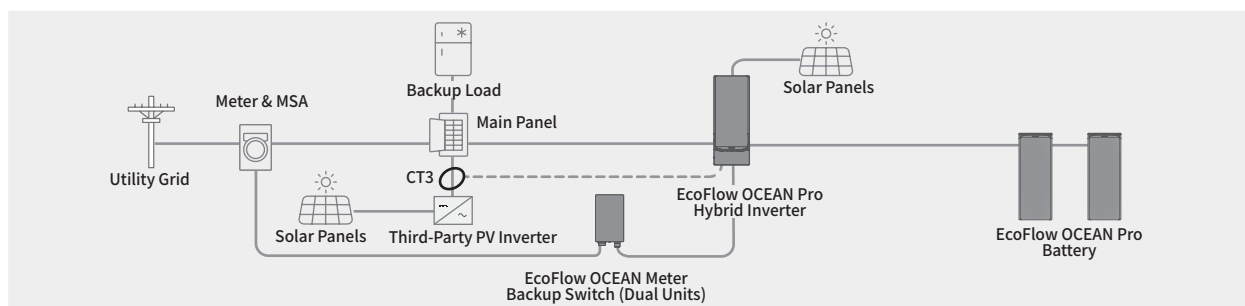 Backup Load
Solar Panels
Meter & MSA
Main Panel
Utility Grid
CT3
EcoFlow OCEAN Pro
Hybrid Inverter
Solar Panels
Third-Party PV Inverter
EcoFlow OCEAN Pro
Battery
EcoFlow OCEAN Meter
Backup Switch (Dual Units)